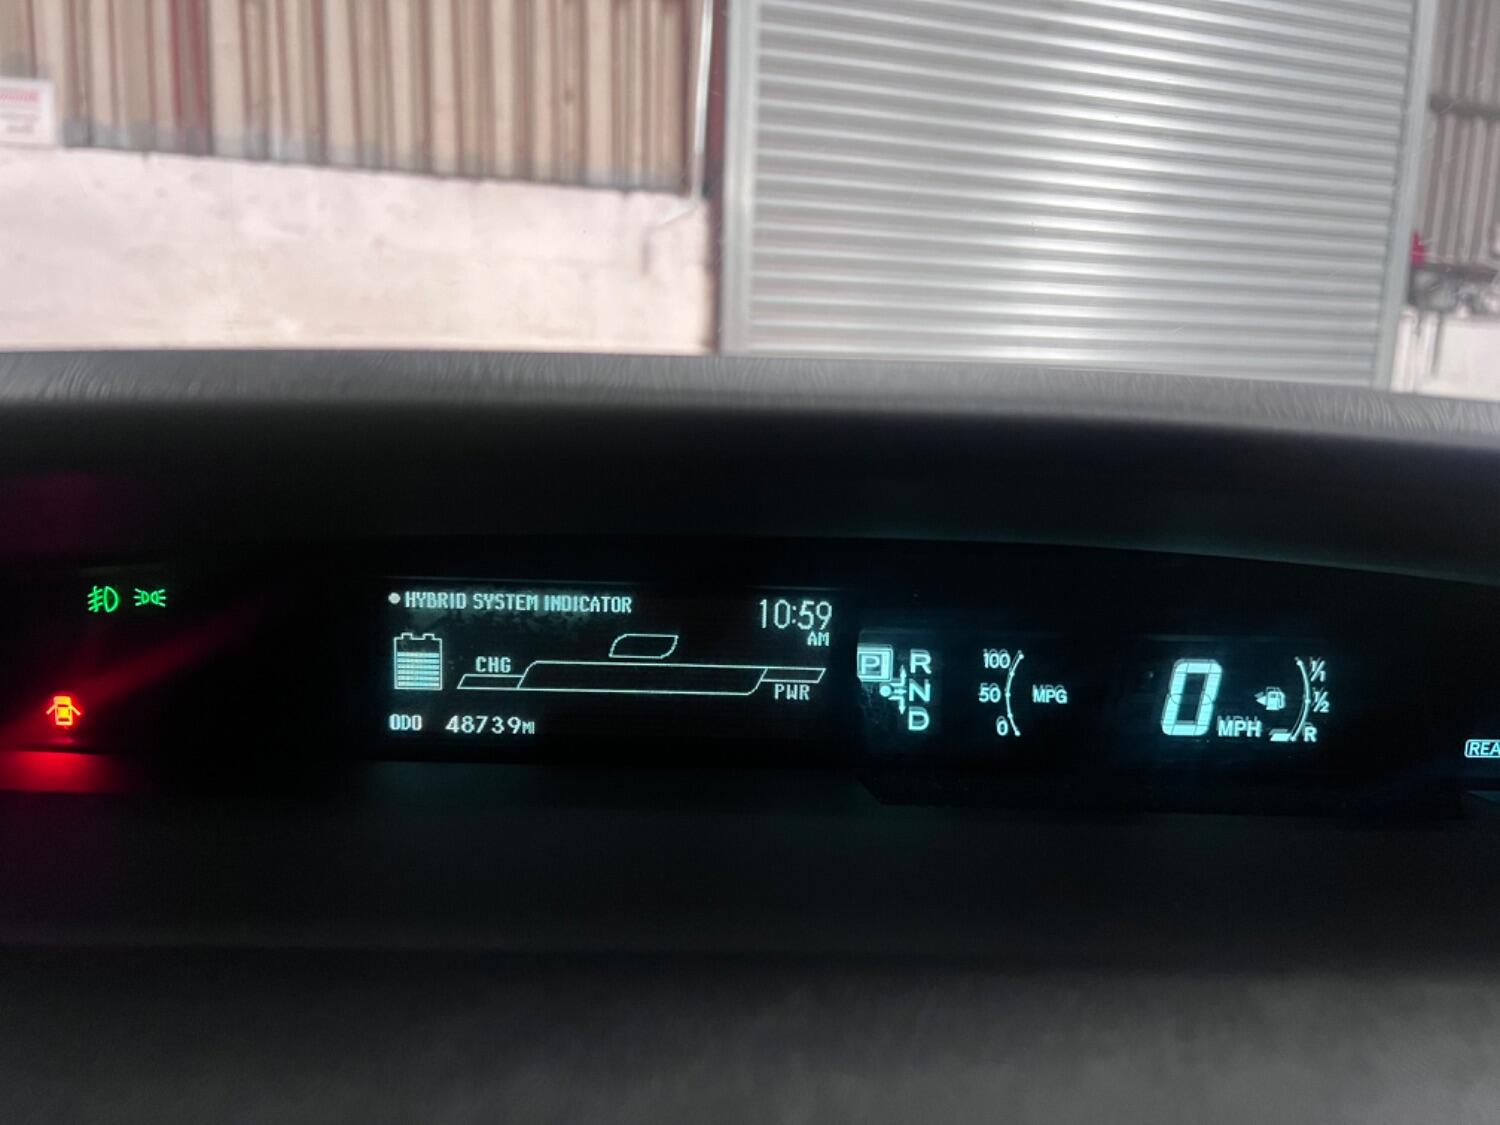 HYBRID SYSTEM INDICATOR
10:59
AM
CHG
PWR
ODO 48739MI
P
R
N
D
100
50
0
MPG
0
MPH
1/1
1/2
R